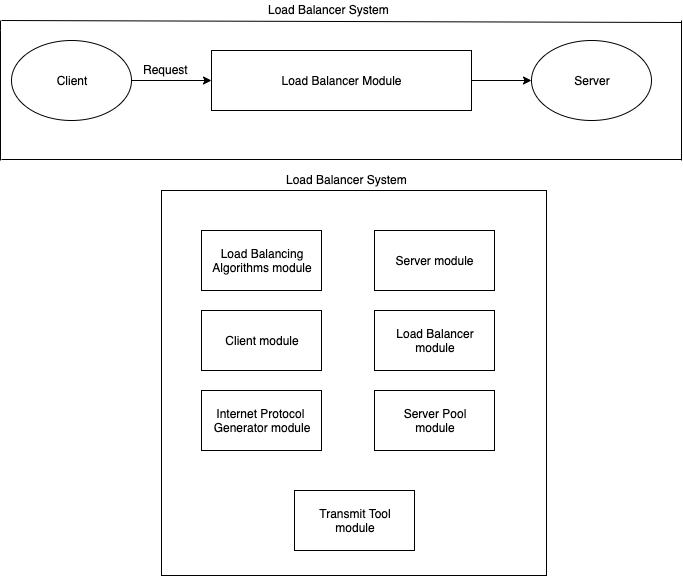 Load Balancer System
Client
Request
Load Balancer Module
Server
Load Balancer System
Load Balancing
Algorithms module
Server module
Client module
Load Balancer
module
Internet Protocol
Generator module
Server Pool
module
Transmit Tool
module